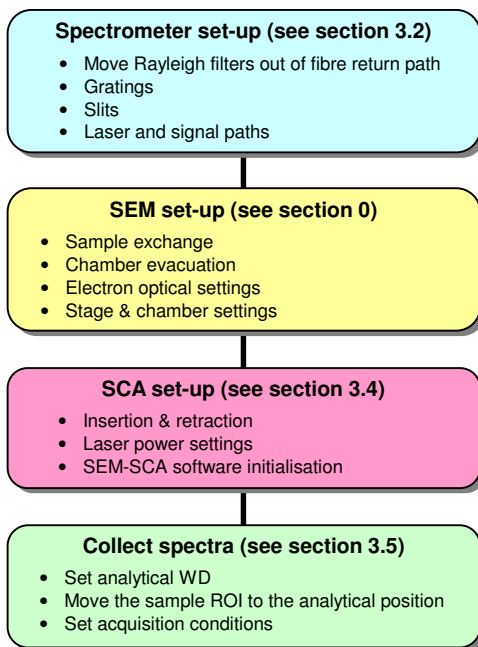 Spectrometer set-up (see section 3.2)
• Move Rayleigh filters out of fibre return path
• Gratings
• Slits
• Laser and signal paths
SEM set-up (see section 0)
• Sample exchange
• Chamber evacuation
• Electron optical settings
• Stage & chamber settings
SCA set-up (see section 3.4)
• Insertion & retraction
• Laser power settings
• SEM-SCA software initialisation
Collect spectra (see section 3.5)
• Set analytical WD
• Move the sample ROI to the analytical position
• Set acquisition conditions